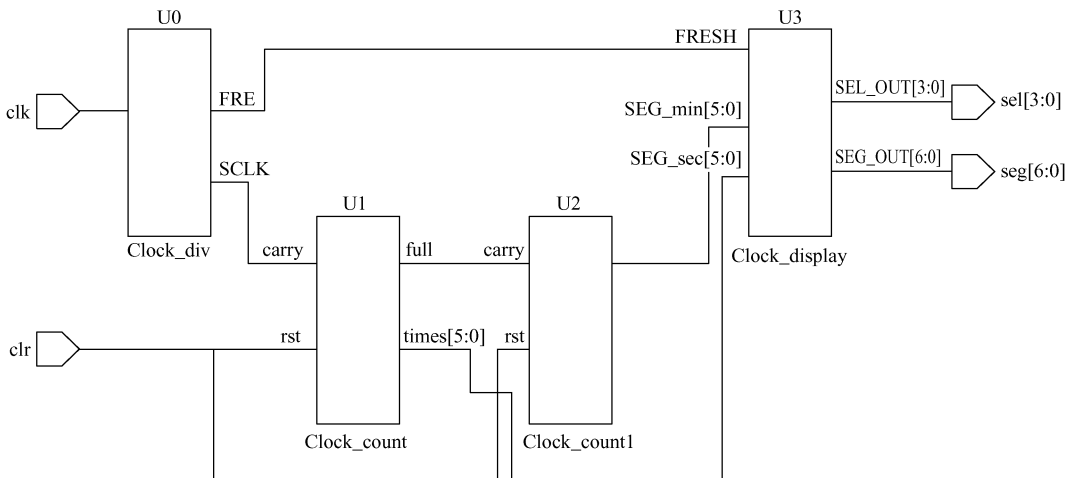 U0
U3
FRESH
clk
FRE
SEL_OUT[3:0]
sel[3:0]
SEG_min[5:0]
SEG_sec[5:0]
SEG_OUT[6:0]
seg[6:0]
SCLK
U1
U2
Clock_div
carry
full
carry
Clock_display
clr
rst
times[5:0]
rst
Clock_count
Clock_count1